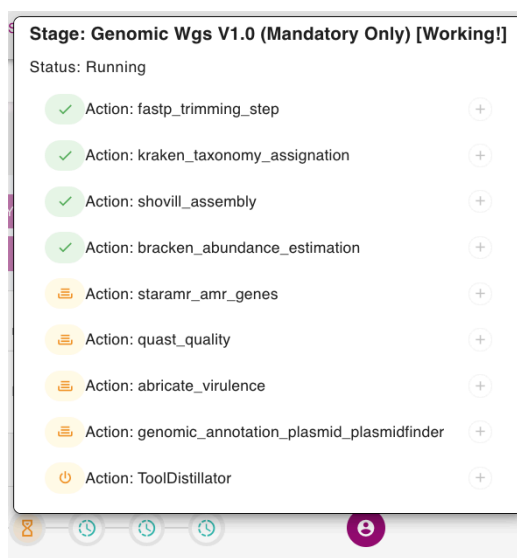 Stage: Genomic Wgs V1.0 (Mandatory Only) [Working!]
Status: Running
Action: fastp_trimming_step
Action: kraken_taxonomy_assignation
Action: shovill_assembly
Action: bracken_abundance_estimation
Action: staramr_amr_genes
Action: quast_quality
Action: abricate_virulence
Action: genomic_annotation_plasmid_plasmidfinder
Action: ToolDistillator